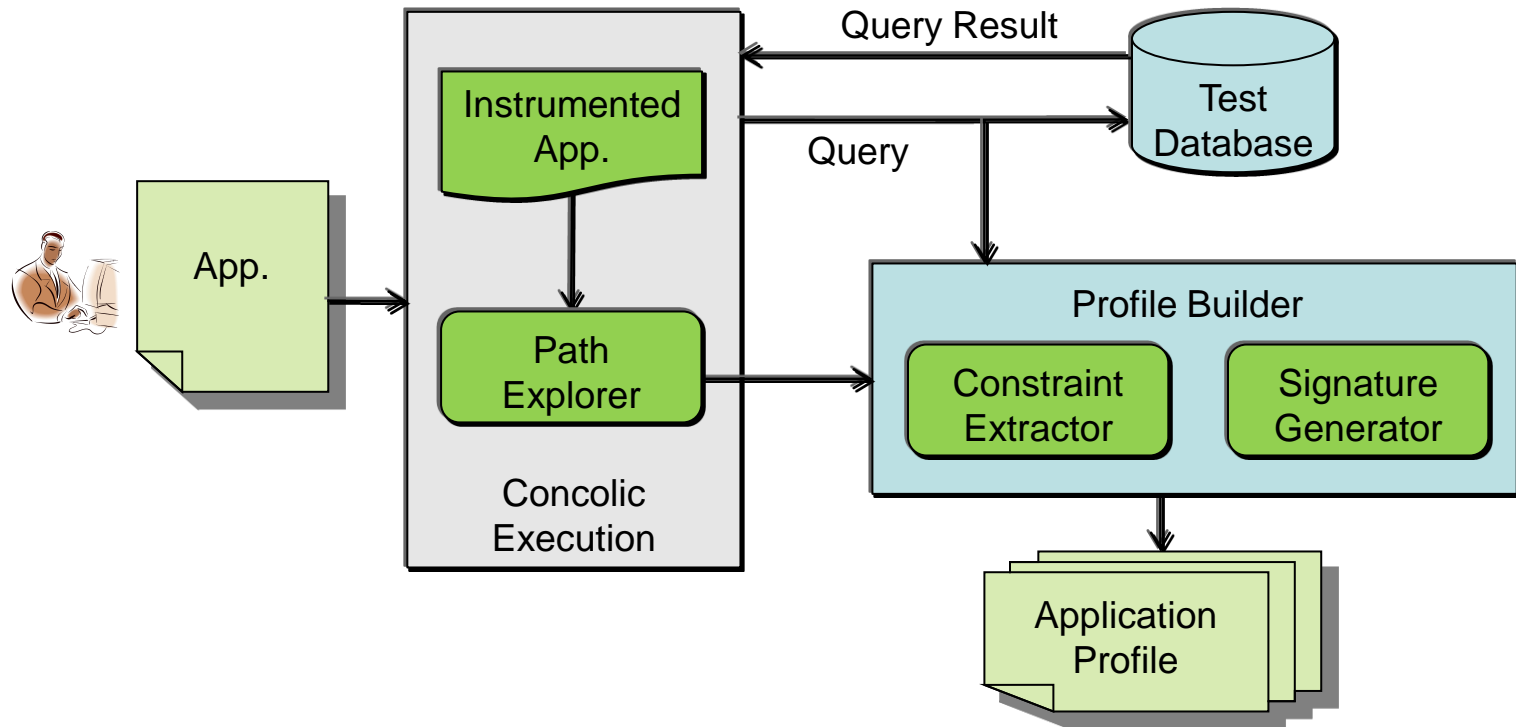 Query Result
Instrumented
App.
Test
Database
Query
App.
Profile Builder
Path
Explorer
Constraint
Extractor
Signature
Generator
Concolic
Execution
Application
Profile